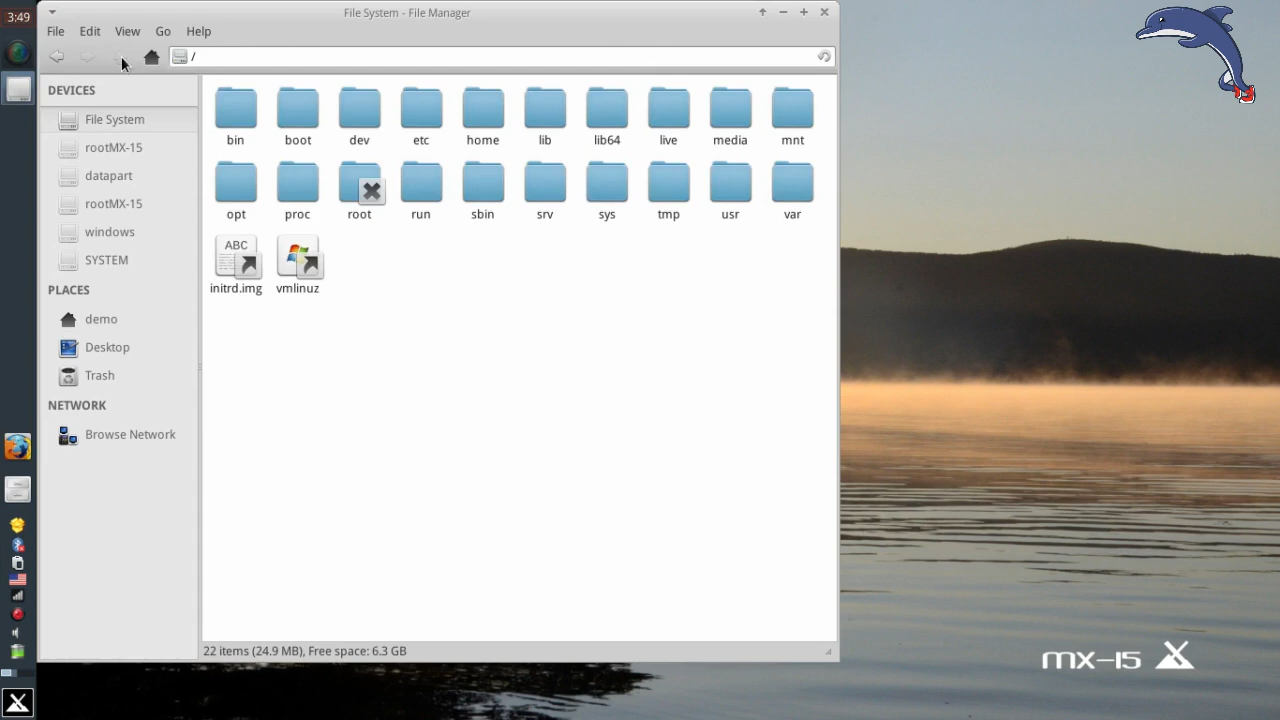 3:49
File System - File Manager
File Edit View Go Help
/
DEVICES
File System
rootMX-15
datapart
rootMX-15
windows
SYSTEM
PLACES
demo
Desktop
Trash
NETWORK
Browse Network
bin boot dev etc home lib lib64 live media mnt
opt proc root run sbin srv sys tmp usr var
ABC
initrd.img vmlinuz
22 items (24.9 MB), Free space: 6.3 GB
mx-15